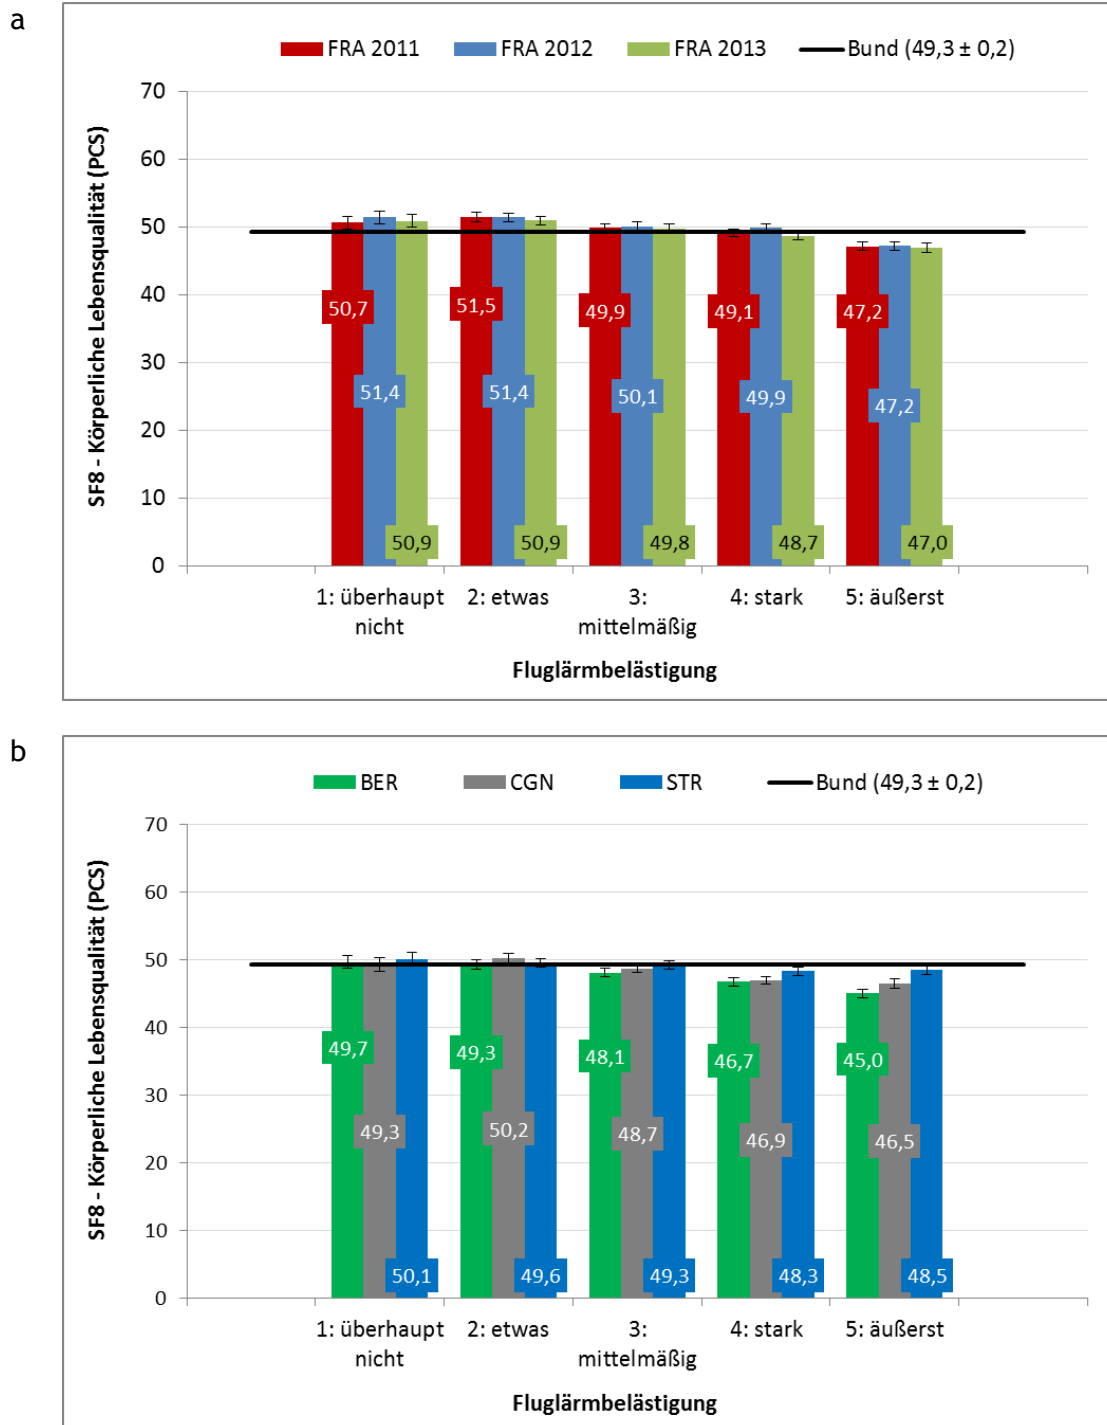 a
FRA 2011 FRA 2012 FRA 2013 Bund (49,3 ± 0,2)
SF8 - Körperliche Lebensqualität (PCS)
70
60
50
40
30
20
10
0
50,7 51,5 49,9 49,1 47,2
51,4 51,4 50,1 49,9 47,2
50,9 50,9 49,8 48,7 47,0
1: überhaupt nicht
2: etwas
3: mittelmäßig
4: stark
5: äußerst
Fluglärmbelästigung
b
BER CGN STR Bund (49,3 ± 0,2)
SF8 - Körperliche Lebensqualität (PCS)
70
60
50
40
30
20
10
0
49,7 49,3 48,1 46,7 45,0
49,3 50,2 48,7 46,9 46,5
50,1 49,6 49,3 48,3 48,5
1: überhaupt nicht
2: etwas
3: mittelmäßig
4: stark
5: äußerst
Fluglärmbelästigung